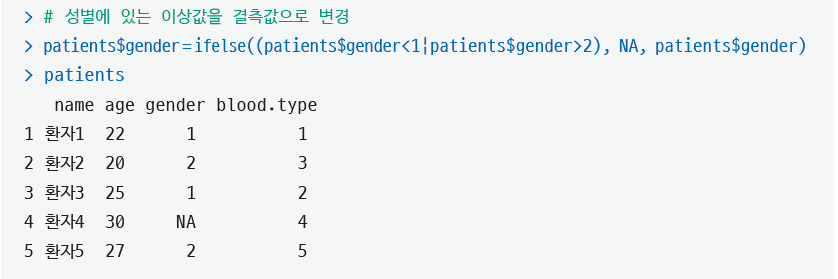 > # 성별에 있는 이상값을 결측값으로 변경
> patients$gender=ifelse((patients$gender<1|patients$gender>2), NA, patients$gender)
> patients
name age gender blood.type
1 환자1 22 1 1
2 환자2 20 2 3
3 환자3 25 1 2
4 환자4 30 NA 4
5 환자5 27 2 5